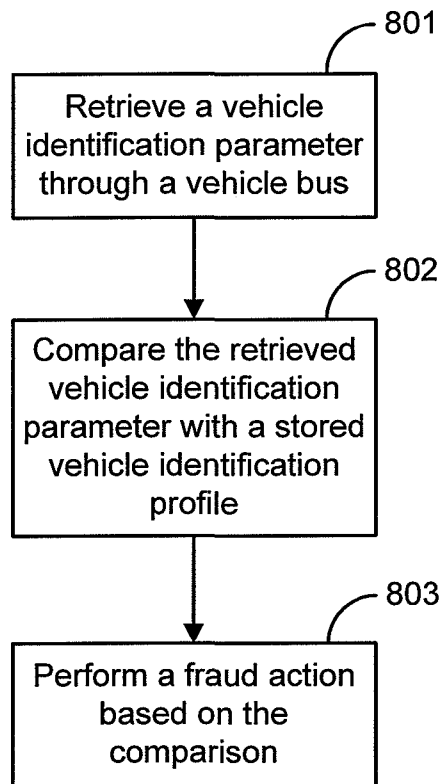 801
Retrieve a vehicle
identification parameter
through a vehicle bus
802
Compare the retrieved
vehicle identification
parameter with a stored
vehicle identification
profile
803
Perform a fraud action
based on the
comparison